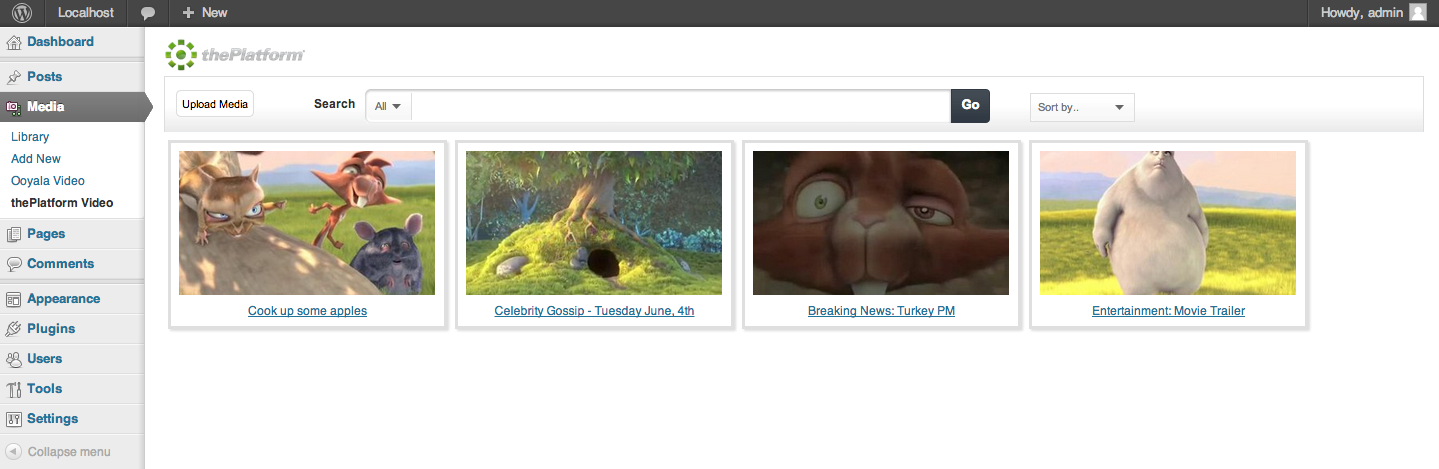 Localhost
New
Howdy, admin
Dashboard
Posts
Media
Library
Add New
Ooyala Video
thePlatform Video
Pages
Comments
Appearance
Plugins
Users
Tools
Settings
Collapse menu
thePlatform
Upload Media
Search
All
Go
Sort by..
Cook up some apples
Celebrity Gossip - Tuesday June, 4th
Breaking News: Turkey PM
Entertainment: Movie Trailer